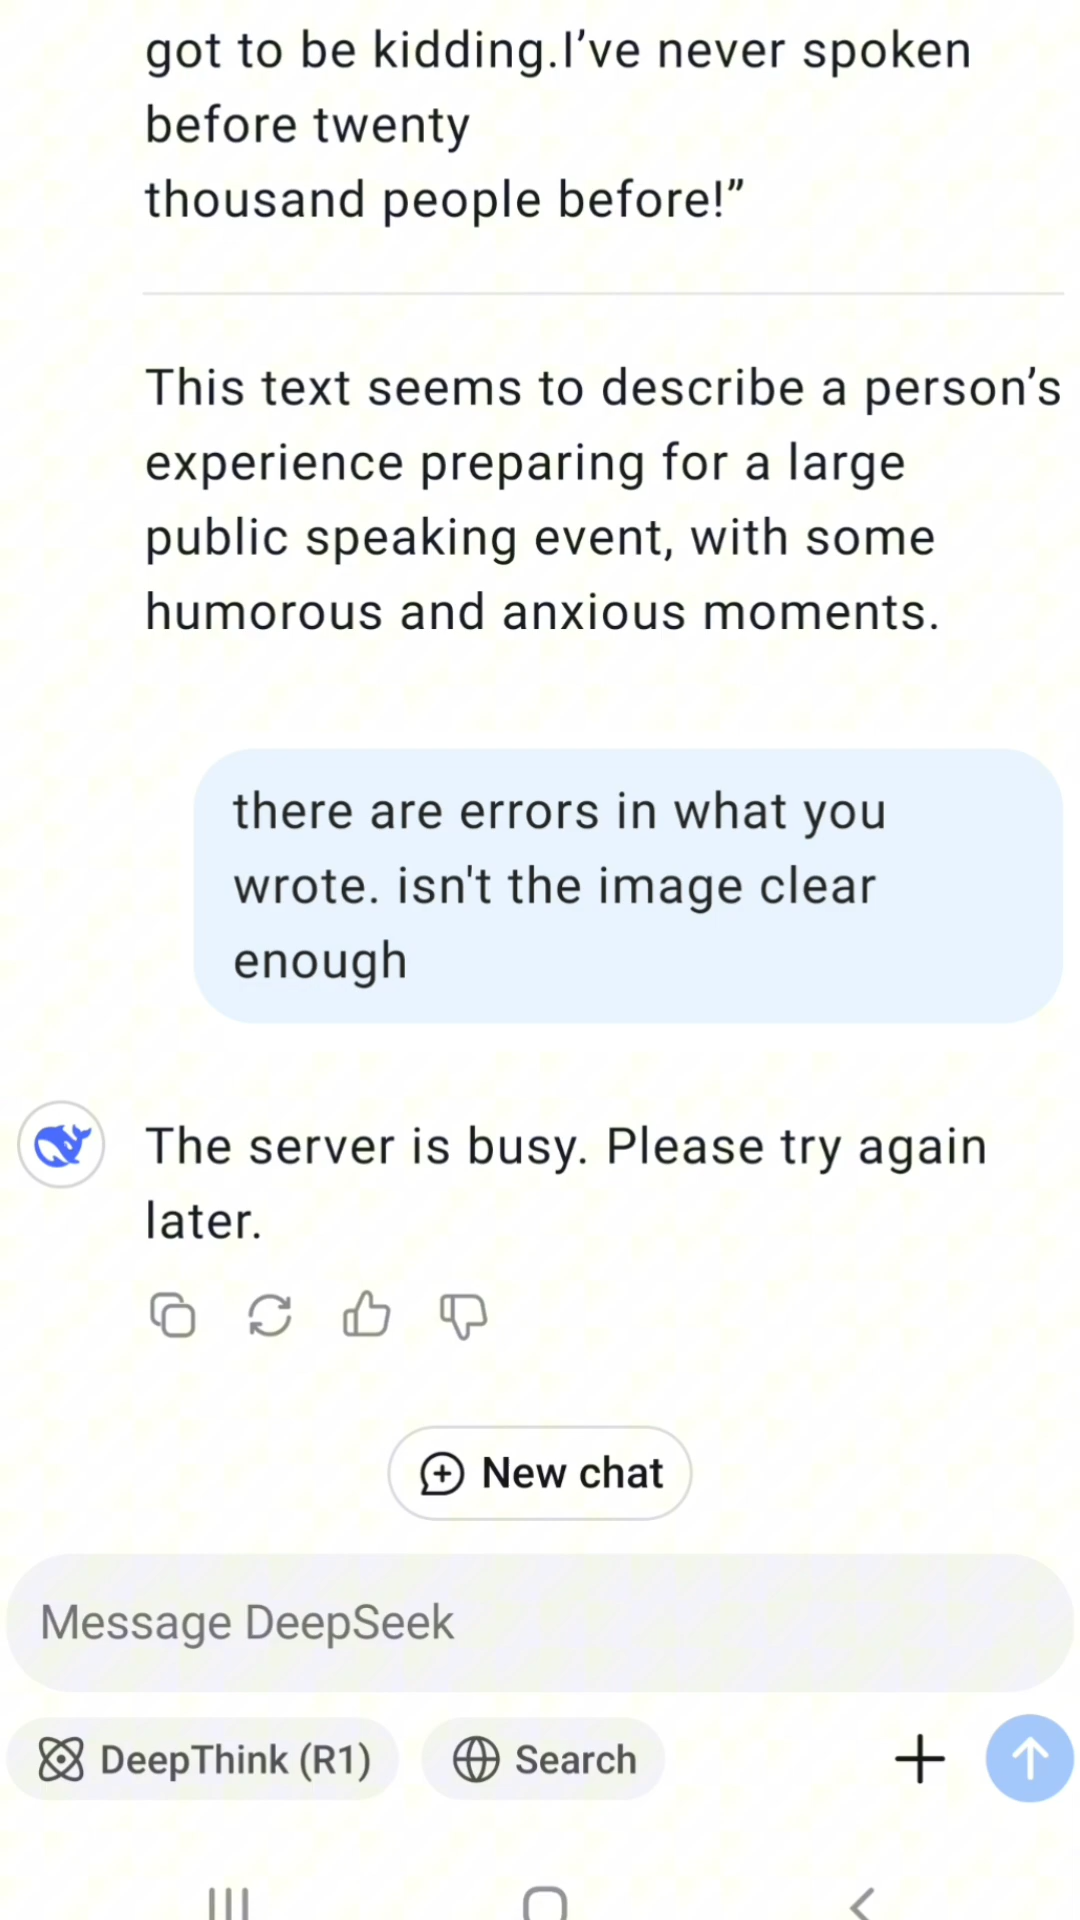 got to be kidding.I’ve never spoken
before twenty
thousand people before!”
This text seems to describe a person’s
experience preparing for a large
public speaking event, with some
humorous and anxious moments.
there are errors in what you
wrote. isn't the image clear
enough
The server is busy. Please try again
later.
New chat
Message DeepSeek
DeepThink (R1)
Search